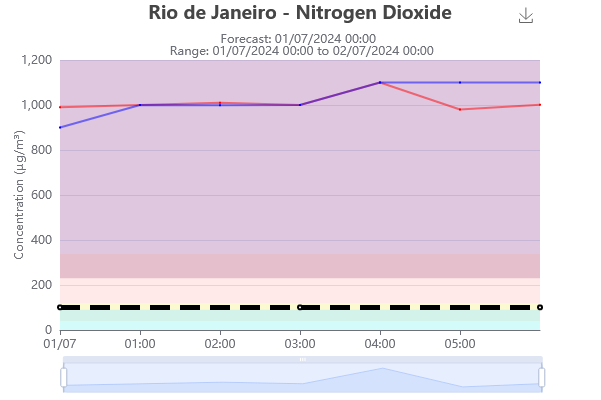 Rio de Janeiro - Nitrogen Dioxide
Forecast: 01/07/2024 00:00
Range: 01/07/2024 00:00 to 02/07/2024 00:00
Concentration (µg/m³)
1,200
1,000
800
600
400
200
0
01/07 01:00 02:00 03:00 04:00 05:00